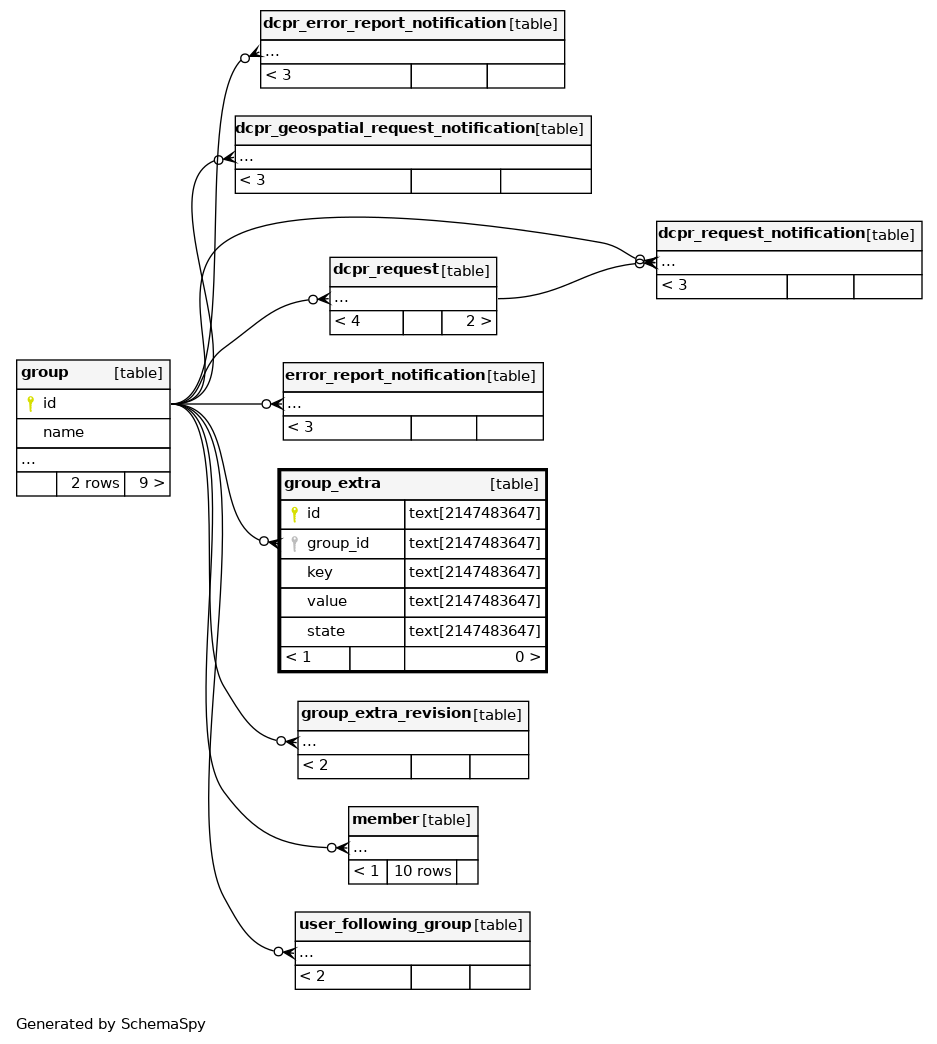 dcpr_error_report_notification [table]
...
< 3
dcpr_geospatial_request_notification[table]
...
< 3
dcpr_request_notification[table]
...
< 3
dcpr_request [table]
...
< 4 2 >
group [table]
id
name
...
2 rows 9 >
error_report_notification [table]
...
< 3
group_extra [table]
id text[2147483647]
group_id text[2147483647]
key text[2147483647]
value text[2147483647]
state text[2147483647]
< 1 0 >
group_extra_revision [table]
...
< 2
member [table]
...
< 1 10 rows
user_following_group [table]
...
< 2
Generated by SchemaSpy